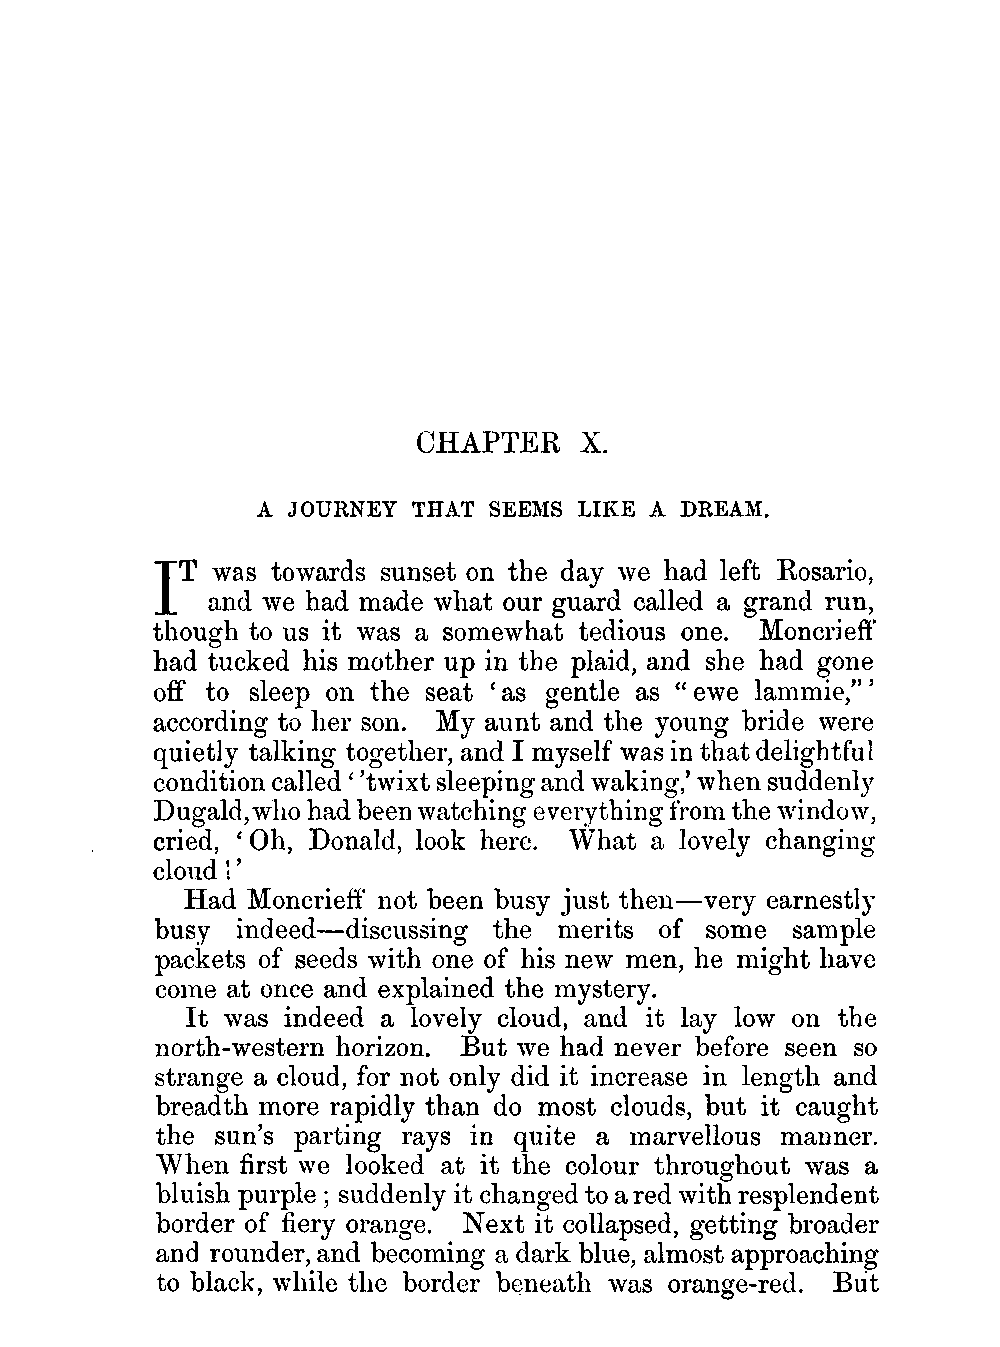 CHAPTER X.
A JOURNEY THAT SEEMS LIKE A DREAM.
IT was towards sunset on the day we had left Rosario,
and we had made what our guard called a grand run,
though to us it was a somewhat tedious one. Moncrieff
had tucked his mother up in the plaid, and she had gone
off to sleep on the seat ‘as gentle as “ewe lammie,”’
according to her son. My aunt and the young bride were
quietly talking together, and I myself was in that delightful
condition called ‘’twixt sleeping and waking,’ when suddenly
Dugald, who had been watching everything from the window,
cried, ‘Oh, Donald, look here. What a lovely changing
cloud!’
Had Moncrieff not been busy just then—very earnestly
busy indeed—discussing the merits of some sample
packets of seeds with one of his new men, he might have
come at once and explained the mystery.
It was indeed a lovely cloud, and it lay low on the
north-western horizon. But we had never before seen so
strange a cloud, for not only did it increase in length and
breadth more rapidly than do most clouds, but it caught
the sun's parting rays in quite a marvellous manner.
When first we looked at it the colour throughout was a
bluish purple; suddenly it changed to a red with resplendent
border of fiery orange. Next it collapsed, getting broader
and rounder, and becoming a dark blue, almost approaching
to black, while the border beneath was orange-red. But